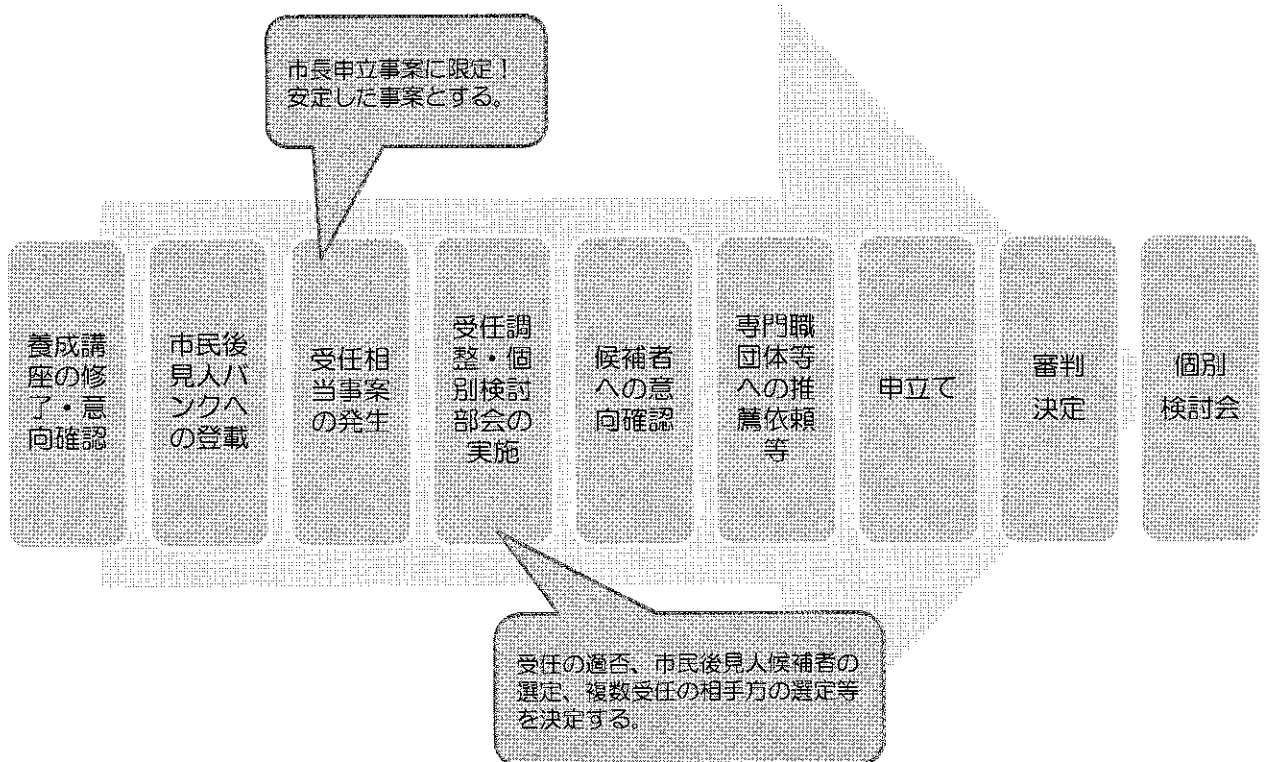 市長申立事案に限定！
安定した事案とする。
養成講
座の修
了・意
向確認
市民後
見人バ
ンクへ
の登載
受任相
当事案
の発生
受任調
整・個
別検討
部会の
実施
候補者
への意
向確認
専門職
団体等
への推
薦依頼
等
申立て
審判
決定
個別
検討会
受任の適否、市民後見人候補者の
選定、複数受任の相手方の選定等
を決定する。